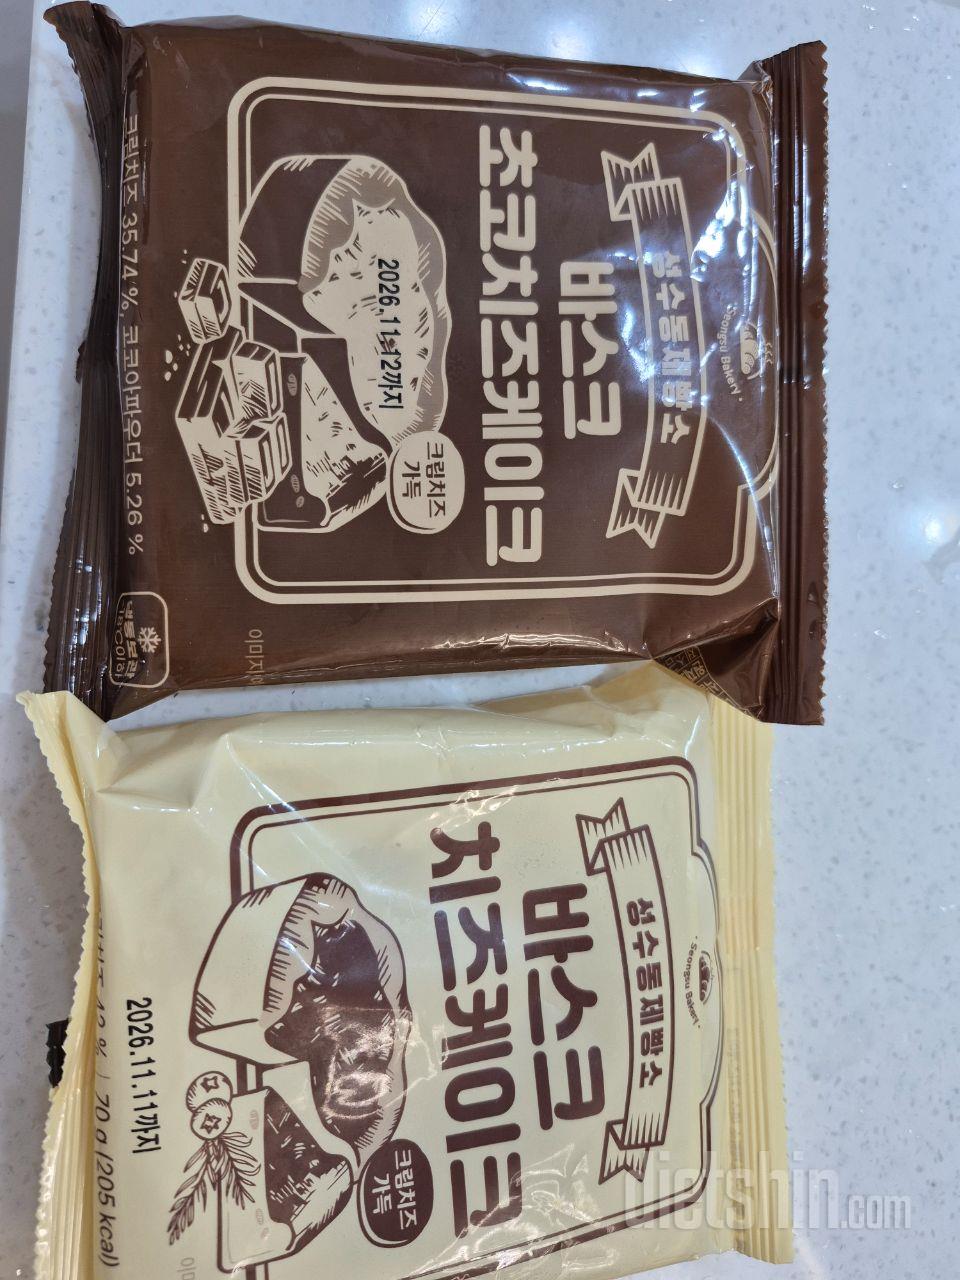 Seongsu Bakery
성수동제빵소
바스크
초코치즈케이크
크림치즈
가득
2026.11.12까지
크림치즈 35.74 %, 코코아파우더 5.26 %
냉동보관
-18℃이하
Seongsu Bakery
성수동제빵소
바스크
치즈케이크
크림치즈
가득
2026.11.11까지
70 g (205 kcal)
dietshin.com